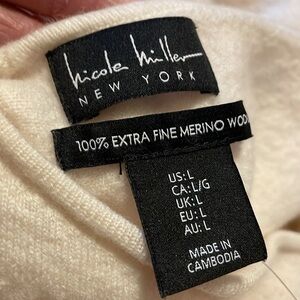 Nicole Miller
NEW YORK
100% EXTRA FINE MERINO WOO
US: L
CA: L/G
UK: L
EU: L
AU: L
MADE IN
CAMBODIA